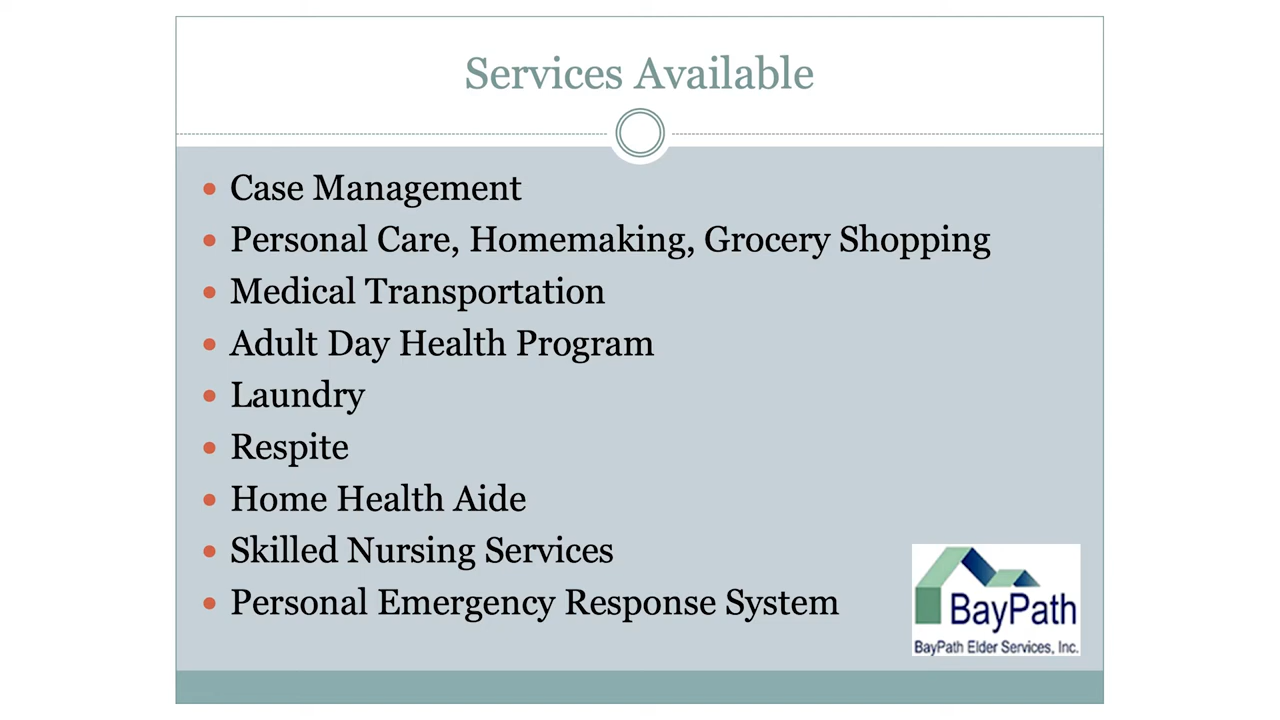 Services Available
Case Management
Personal Care, Homemaking, Grocery Shopping
Medical Transportation
Adult Day Health Program
Laundry
Respite
Home Health Aide
Skilled Nursing Services
Personal Emergency Response System
BayPath
BayPath Elder Services, Inc.